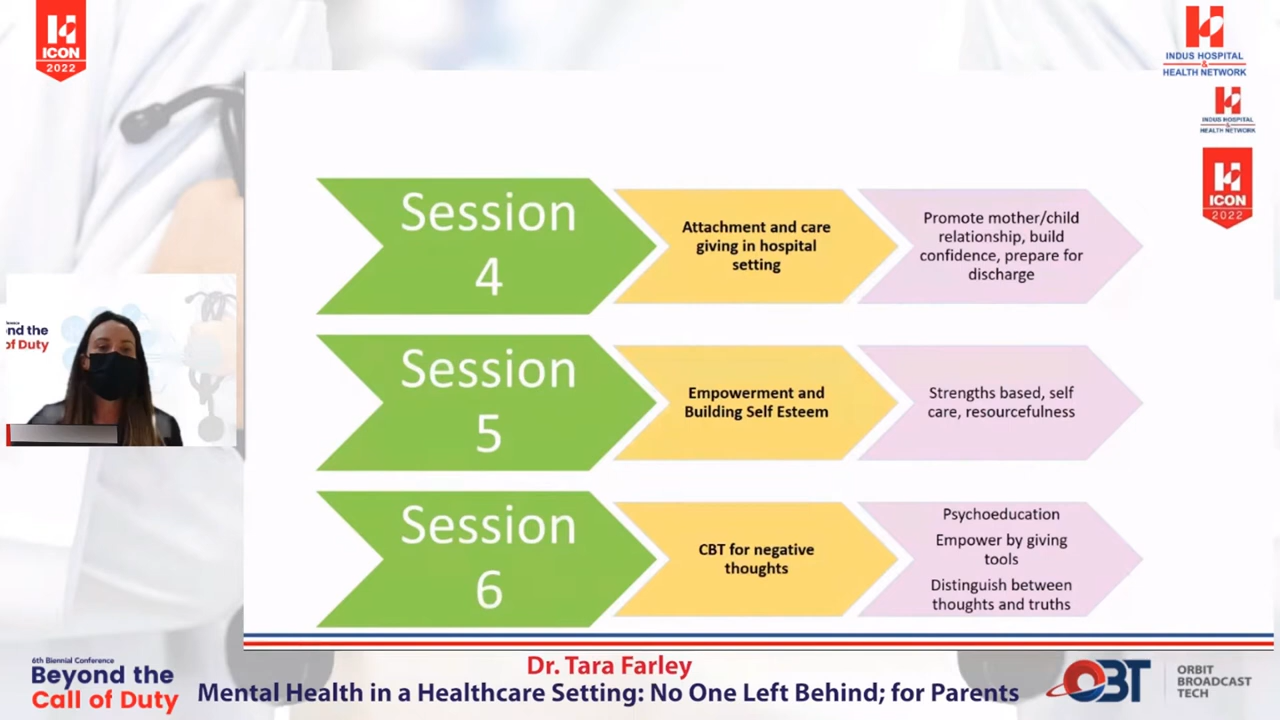 ICON
2022
INDUS HOSPITAL
&
HEALTH NETWORK
INDUS HOSPITAL
&
HEALTH NETWORK
ICON
2022
Session
4
Attachment and care
giving in hospital
setting
Promote mother/child
relationship, build
confidence, prepare for
discharge
nd the
of Duty
Session
5
Empowerment and
Building Self Esteem
Strengths based, self
care, resourcefulness
Session
6
CBT for negative
thoughts
Psychoeducation
Empower by giving
tools
Distinguish between
thoughts and truths
6th Biennial Conference
Beyond the
Call of Duty
Dr. Tara Farley
Mental Health in a Healthcare Setting: No One Left Behind; for Parents
OBT
ORBIT
BROADCAST
TECH